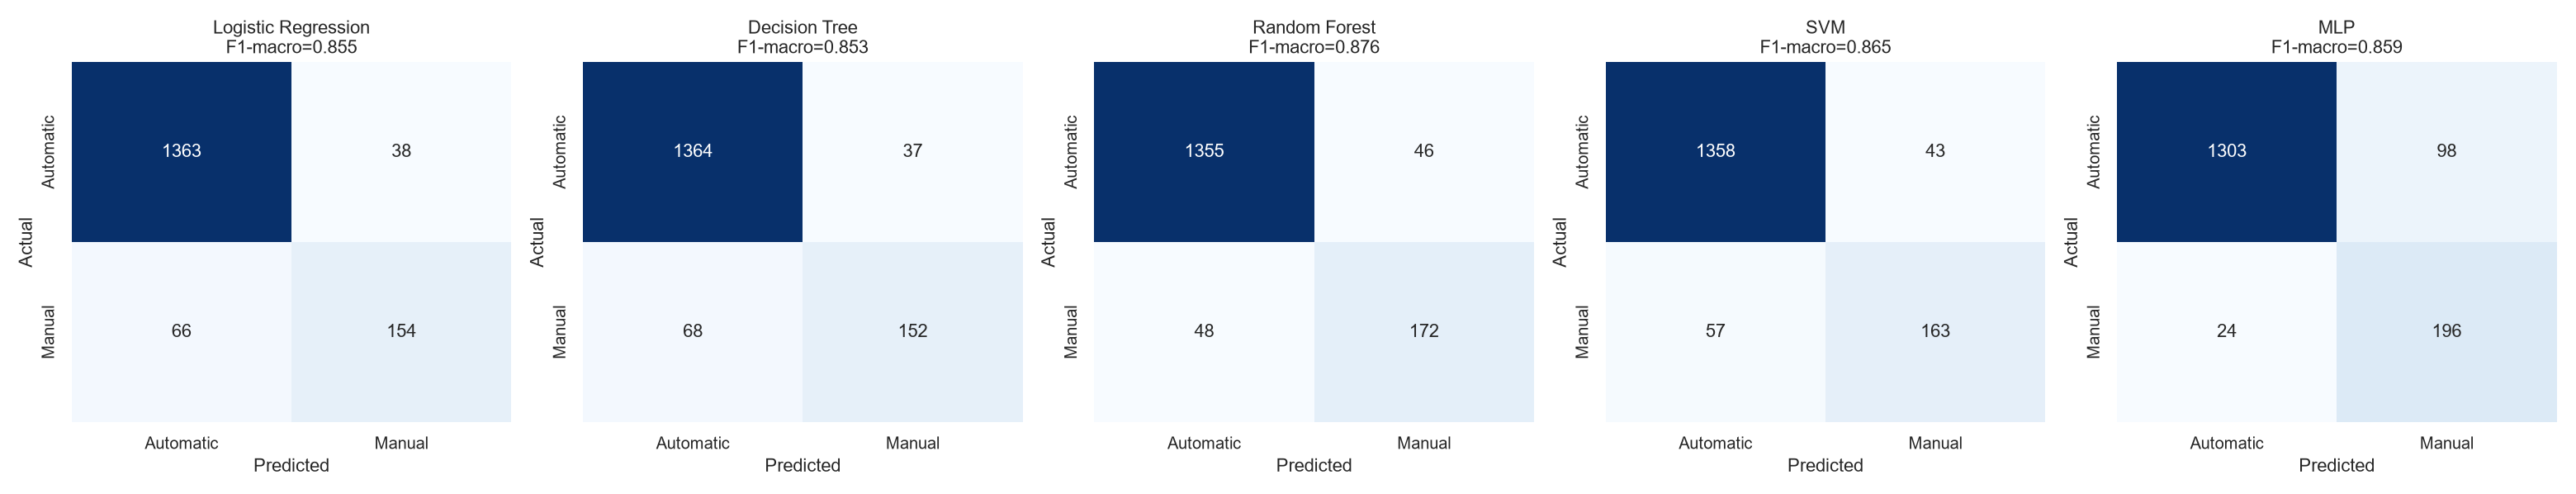 Logistic Regression
F1-macro=0.855
Automatic
1363
38
Actual
Manual
66
154
Automatic
Manual
Predicted
Decision Tree
F1-macro=0.853
Automatic
1364
37
Actual
Manual
68
152
Automatic
Manual
Predicted
Random Forest
F1-macro=0.876
Automatic
1355
46
Actual
Manual
48
172
Automatic
Manual
Predicted
SVM
F1-macro=0.865
Automatic
1358
43
Actual
Manual
57
163
Automatic
Manual
Predicted
MLP
F1-macro=0.859
Automatic
1303
98
Actual
Manual
24
196
Automatic
Manual
Predicted